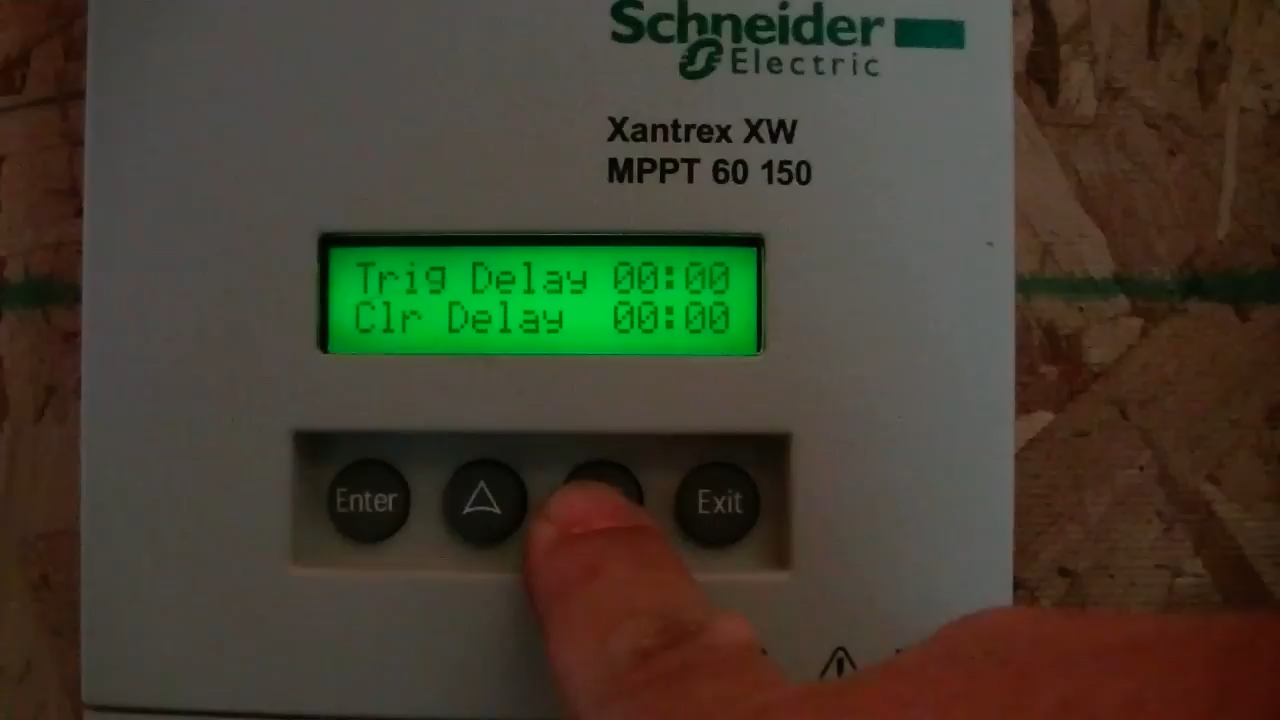 Schneider
Electric
Xantrex XW
MPPT 60 150
Trig Delay 00:00
Clr Delay 00:00
Enter
Exit